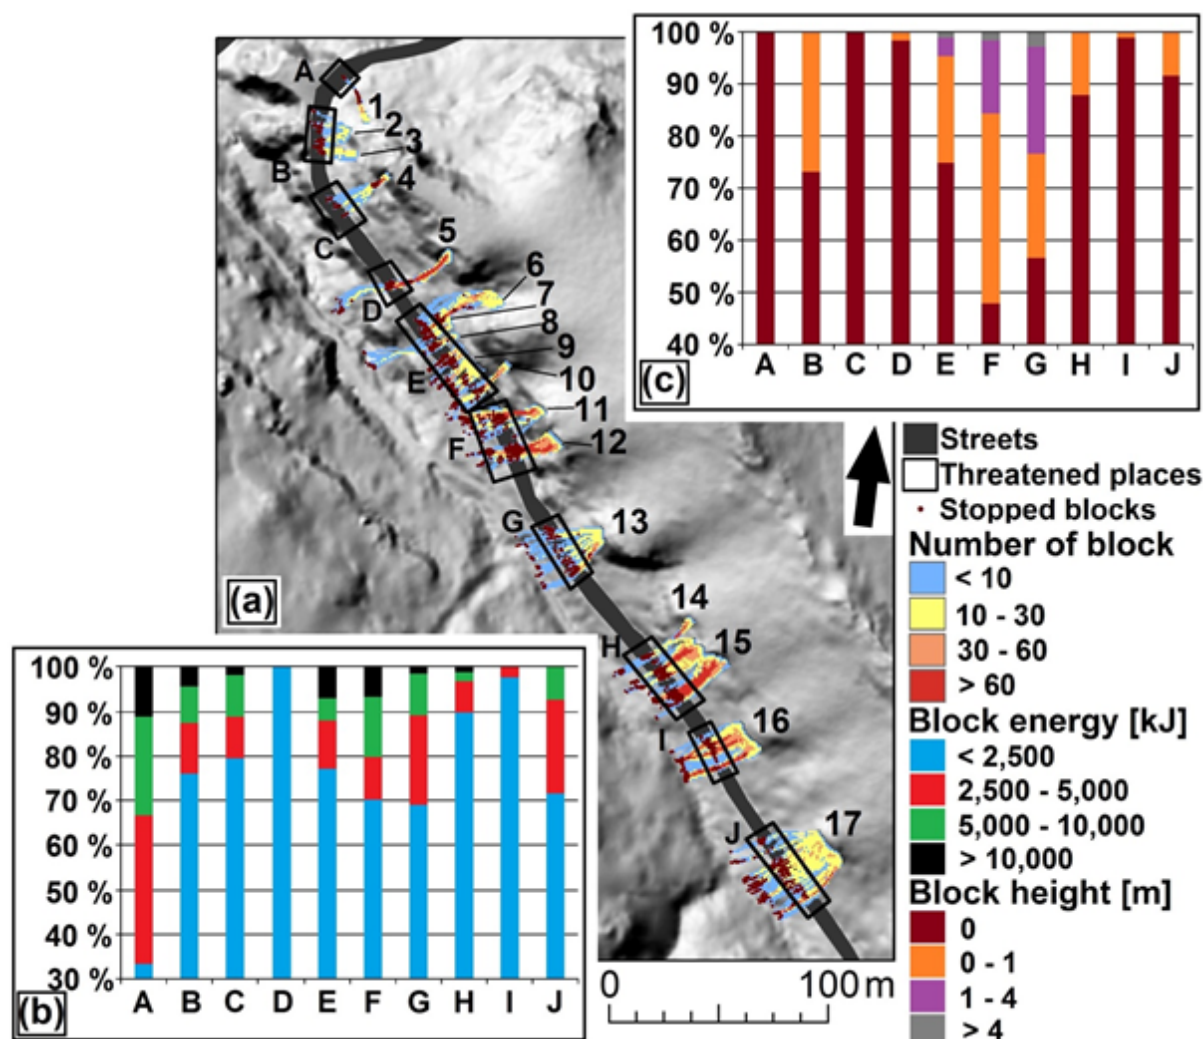 100 %
90 %
80 %
70 %
60 %
50 %
40 %
A B C D E F G H I J
(c)
A
1
2
3
B
4
C
5
D
6
7
8
9
E
10
11
F
12
G
13
(a)
14
H
15
I
16
J
17
Streets
Threatened places
Stopped blocks
Number of block
< 10
10 - 30
30 - 60
> 60
Block energy [kJ]
< 2,500
2,500 - 5,000
5,000 - 10,000
> 10,000
Block height [m]
0
0 - 1
1 - 4
> 4
100 %
90 %
80 %
70 %
60 %
50 %
40 %
30 %
A B C D E F G H I J
(b)
0 100 m